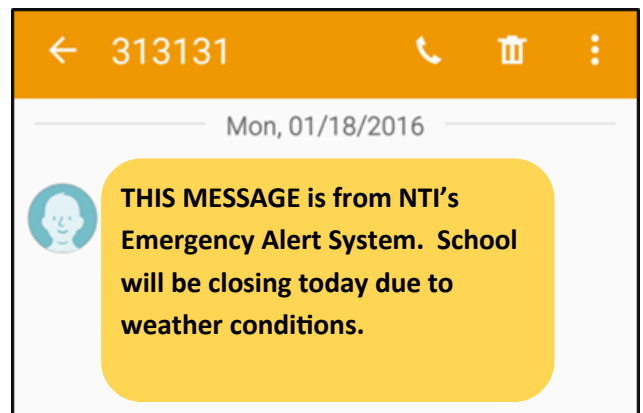 313131
Mon, 01/18/2016
THIS MESSAGE is from NTI’s
Emergency Alert System.  School
will be closing today due to
weather conditions.